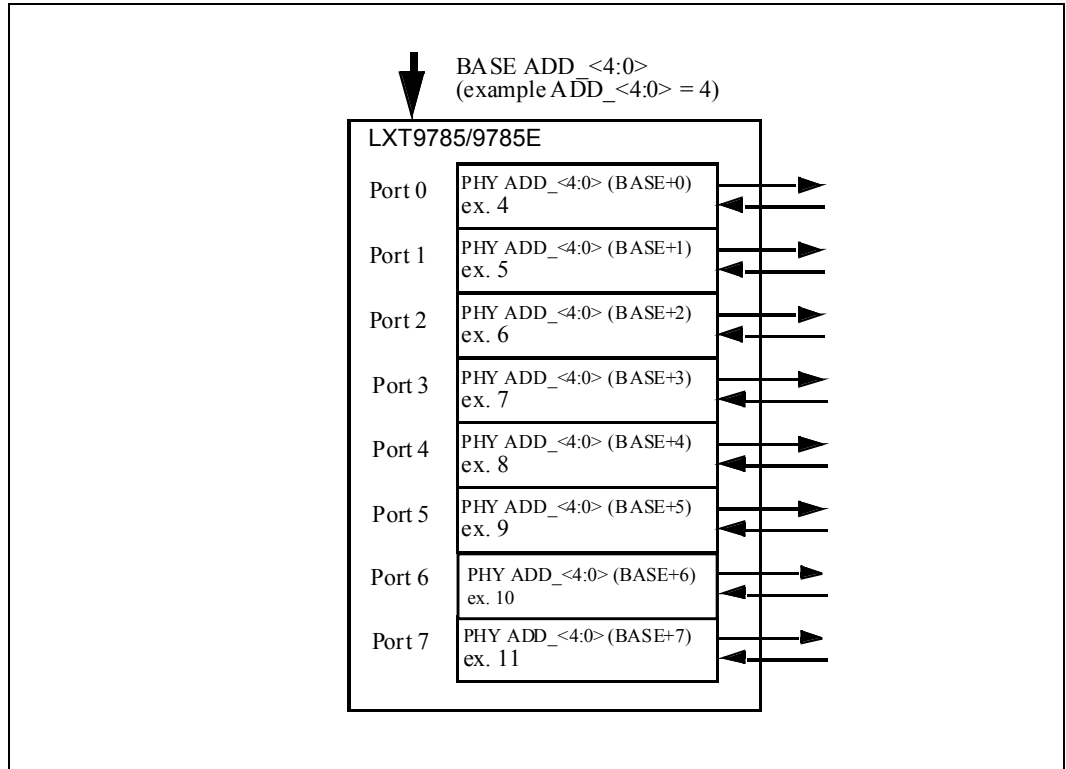 BASE ADD_<4:0>
(example ADD_<4:0> = 4)
LXT9785/9785E
Port 0
PHY ADD_<4:0> (BASE+0)
ex. 4
Port 1
PHY ADD_<4:0> (BASE+1)
ex. 5
Port 2
PHY ADD_<4:0> (BASE+2)
ex. 6
Port 3
PHY ADD_<4:0> (BASE+3)
ex. 7
Port 4
PHY ADD_<4:0> (BASE+4)
ex. 8
Port 5
PHY ADD_<4:0> (BASE+5)
ex. 9
Port 6
PHY ADD_<4:0> (BASE+6)
ex. 10
Port 7
PHY ADD_<4:0> (BASE+7)
ex. 11